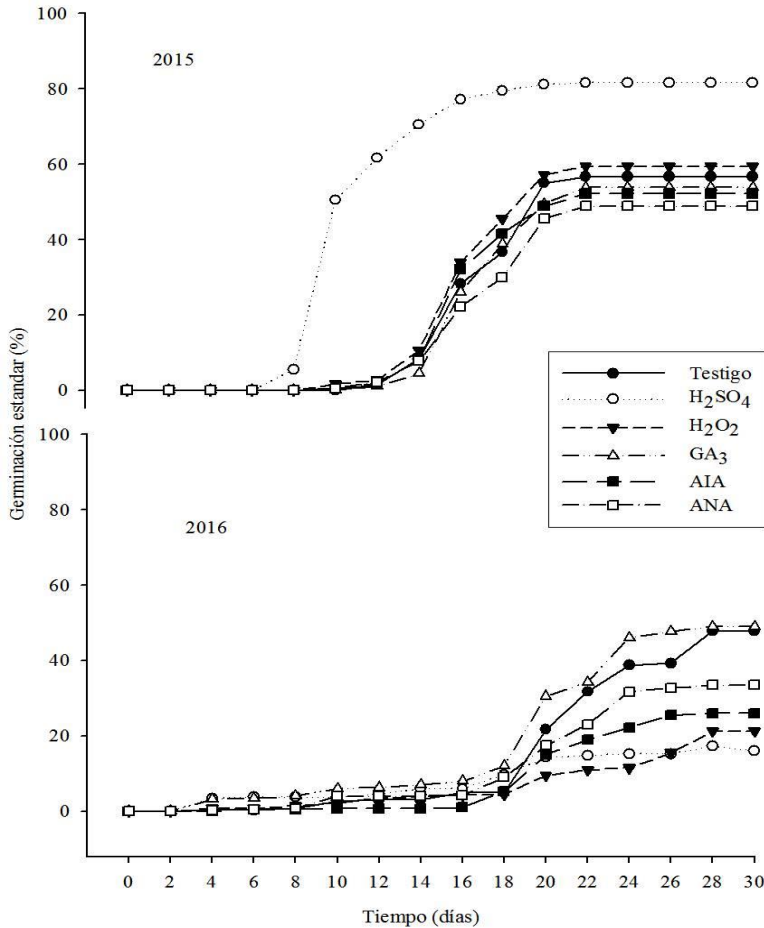 100
2015
80
60
40
20
0
Germinación estandar (%)
Testigo
H₂SO₄
H₂O₂
GA₃
AIA
ANA
100
80
2016
60
40
20
0
0 2 4 6 8 10 12 14 16 18 20 22 24 26 28 30
Tiempo (días)